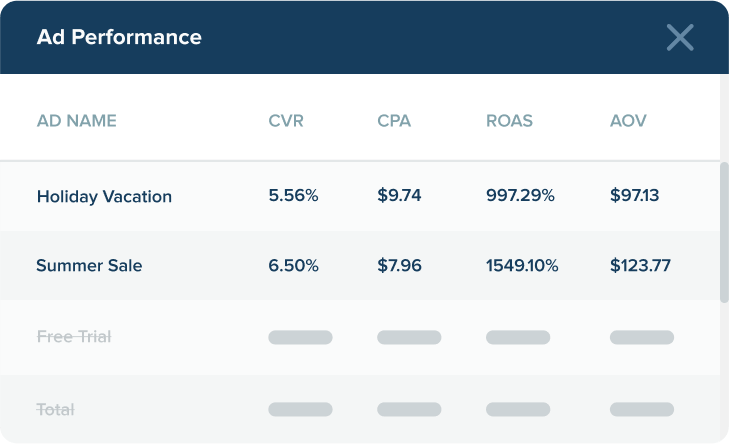 Ad Performance
AD NAME CVR CPA ROAS AOV
Holiday Vacation 5.56% $9.74 997.29% $97.13
Summer Sale 6.50% $7.96 1549.10% $123.77
Free Trial
Total